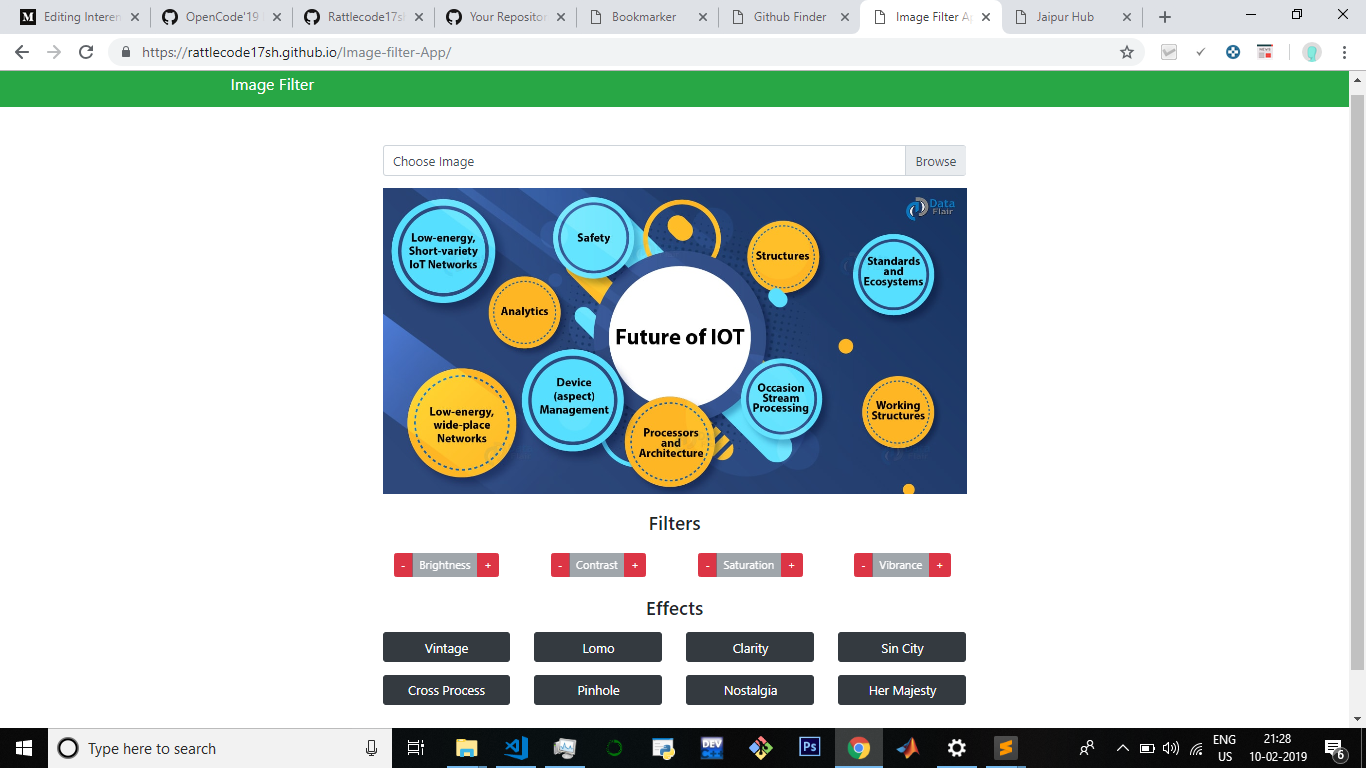 Editing Interen
OpenCode'19
Rattlecode17sh
Your Repositor
Bookmarker
Github Finder
Image Filter Ap
Jaipur Hub
https://rattlecode17sh.github.io/Image-filter-App/
Image Filter
Choose Image
Browse
Data
Flair
Low-energy,
Short-variety
IoT Networks
Safety
Structures
Standards
and
Ecosystems
Analytics
Future of IOT
Device
(aspect)
Management
Occasion
Stream
Processing
Low-energy,
wide-place
Networks
Processors
and
Architecture
Working
Structures
Filters
- Brightness +
- Contrast +
- Saturation +
- Vibrance +
Effects
Vintage
Lomo
Clarity
Sin City
Cross Process
Pinhole
Nostalgia
Her Majesty
Type here to search
DEV
Ps
ENG
US
21:28
10-02-2019
6